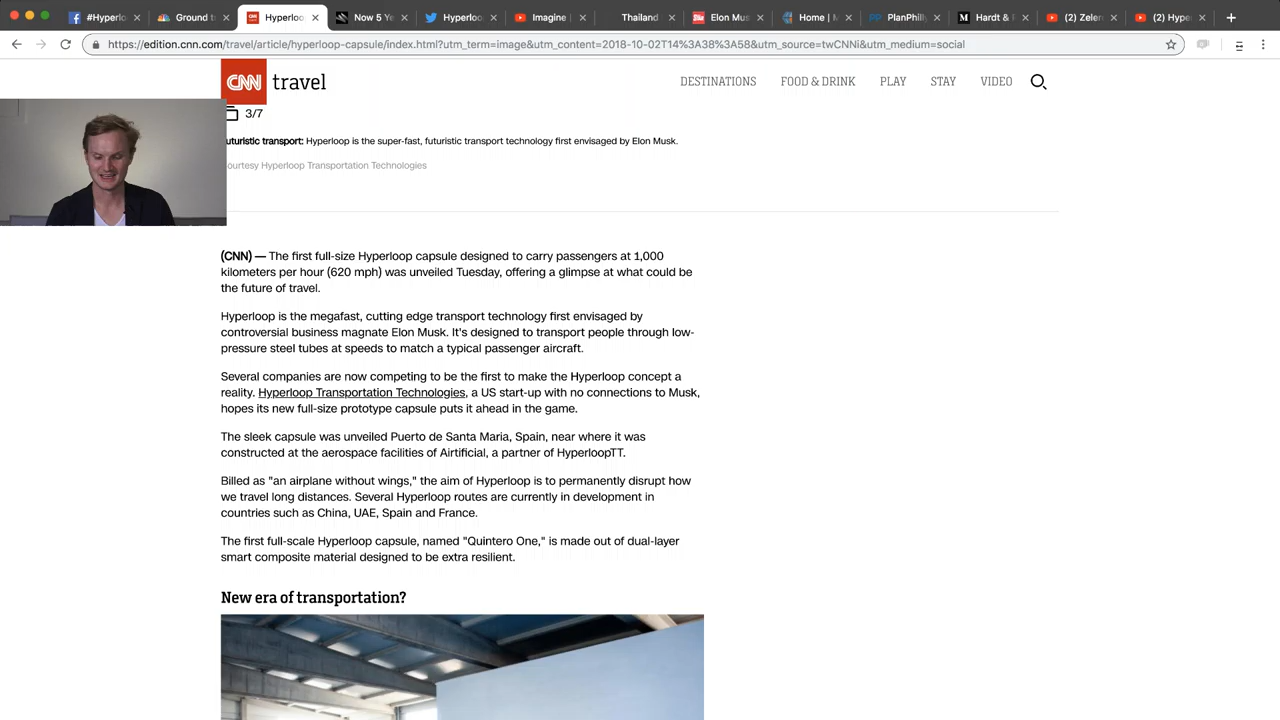 #Hyperlo
Ground t
Hyperloo
Now 5 Ye
Hyperloo
Imagine
Thailand
Elon Mus
Home | M
PlanPhill
Hardt & R
(2) Zeler
(2) Hype
https://edition.cnn.com/travel/article/hyperloop-capsule/index.html?utm_term=image&utm_content=2018-10-02T14%3A38%3A58&utm_source=twCNNi&utm_medium=social
CNN travel
DESTINATIONS FOOD & DRINK PLAY STAY VIDEO
3/7
uturistic transport: Hyperloop is the super-fast, futuristic transport technology first envisaged by Elon Musk.
ourtesy Hyperloop Transportation Technologies
(CNN) — The first full-size Hyperloop capsule designed to carry passengers at 1,000
kilometers per hour (620 mph) was unveiled Tuesday, offering a glimpse at what could be
the future of travel.
Hyperloop is the megafast, cutting edge transport technology first envisaged by
controversial business magnate Elon Musk. It's designed to transport people through low-
pressure steel tubes at speeds to match a typical passenger aircraft.
Several companies are now competing to be the first to make the Hyperloop concept a
reality. Hyperloop Transportation Technologies, a US start-up with no connections to Musk,
hopes its new full-size prototype capsule puts it ahead in the game.
The sleek capsule was unveiled Puerto de Santa Maria, Spain, near where it was
constructed at the aerospace facilities of Airtificial, a partner of HyperloopTT.
Billed as "an airplane without wings," the aim of Hyperloop is to permanently disrupt how
we travel long distances. Several Hyperloop routes are currently in development in
countries such as China, UAE, Spain and France.
The first full-scale Hyperloop capsule, named "Quintero One," is made out of dual-layer
smart composite material designed to be extra resilient.
New era of transportation?